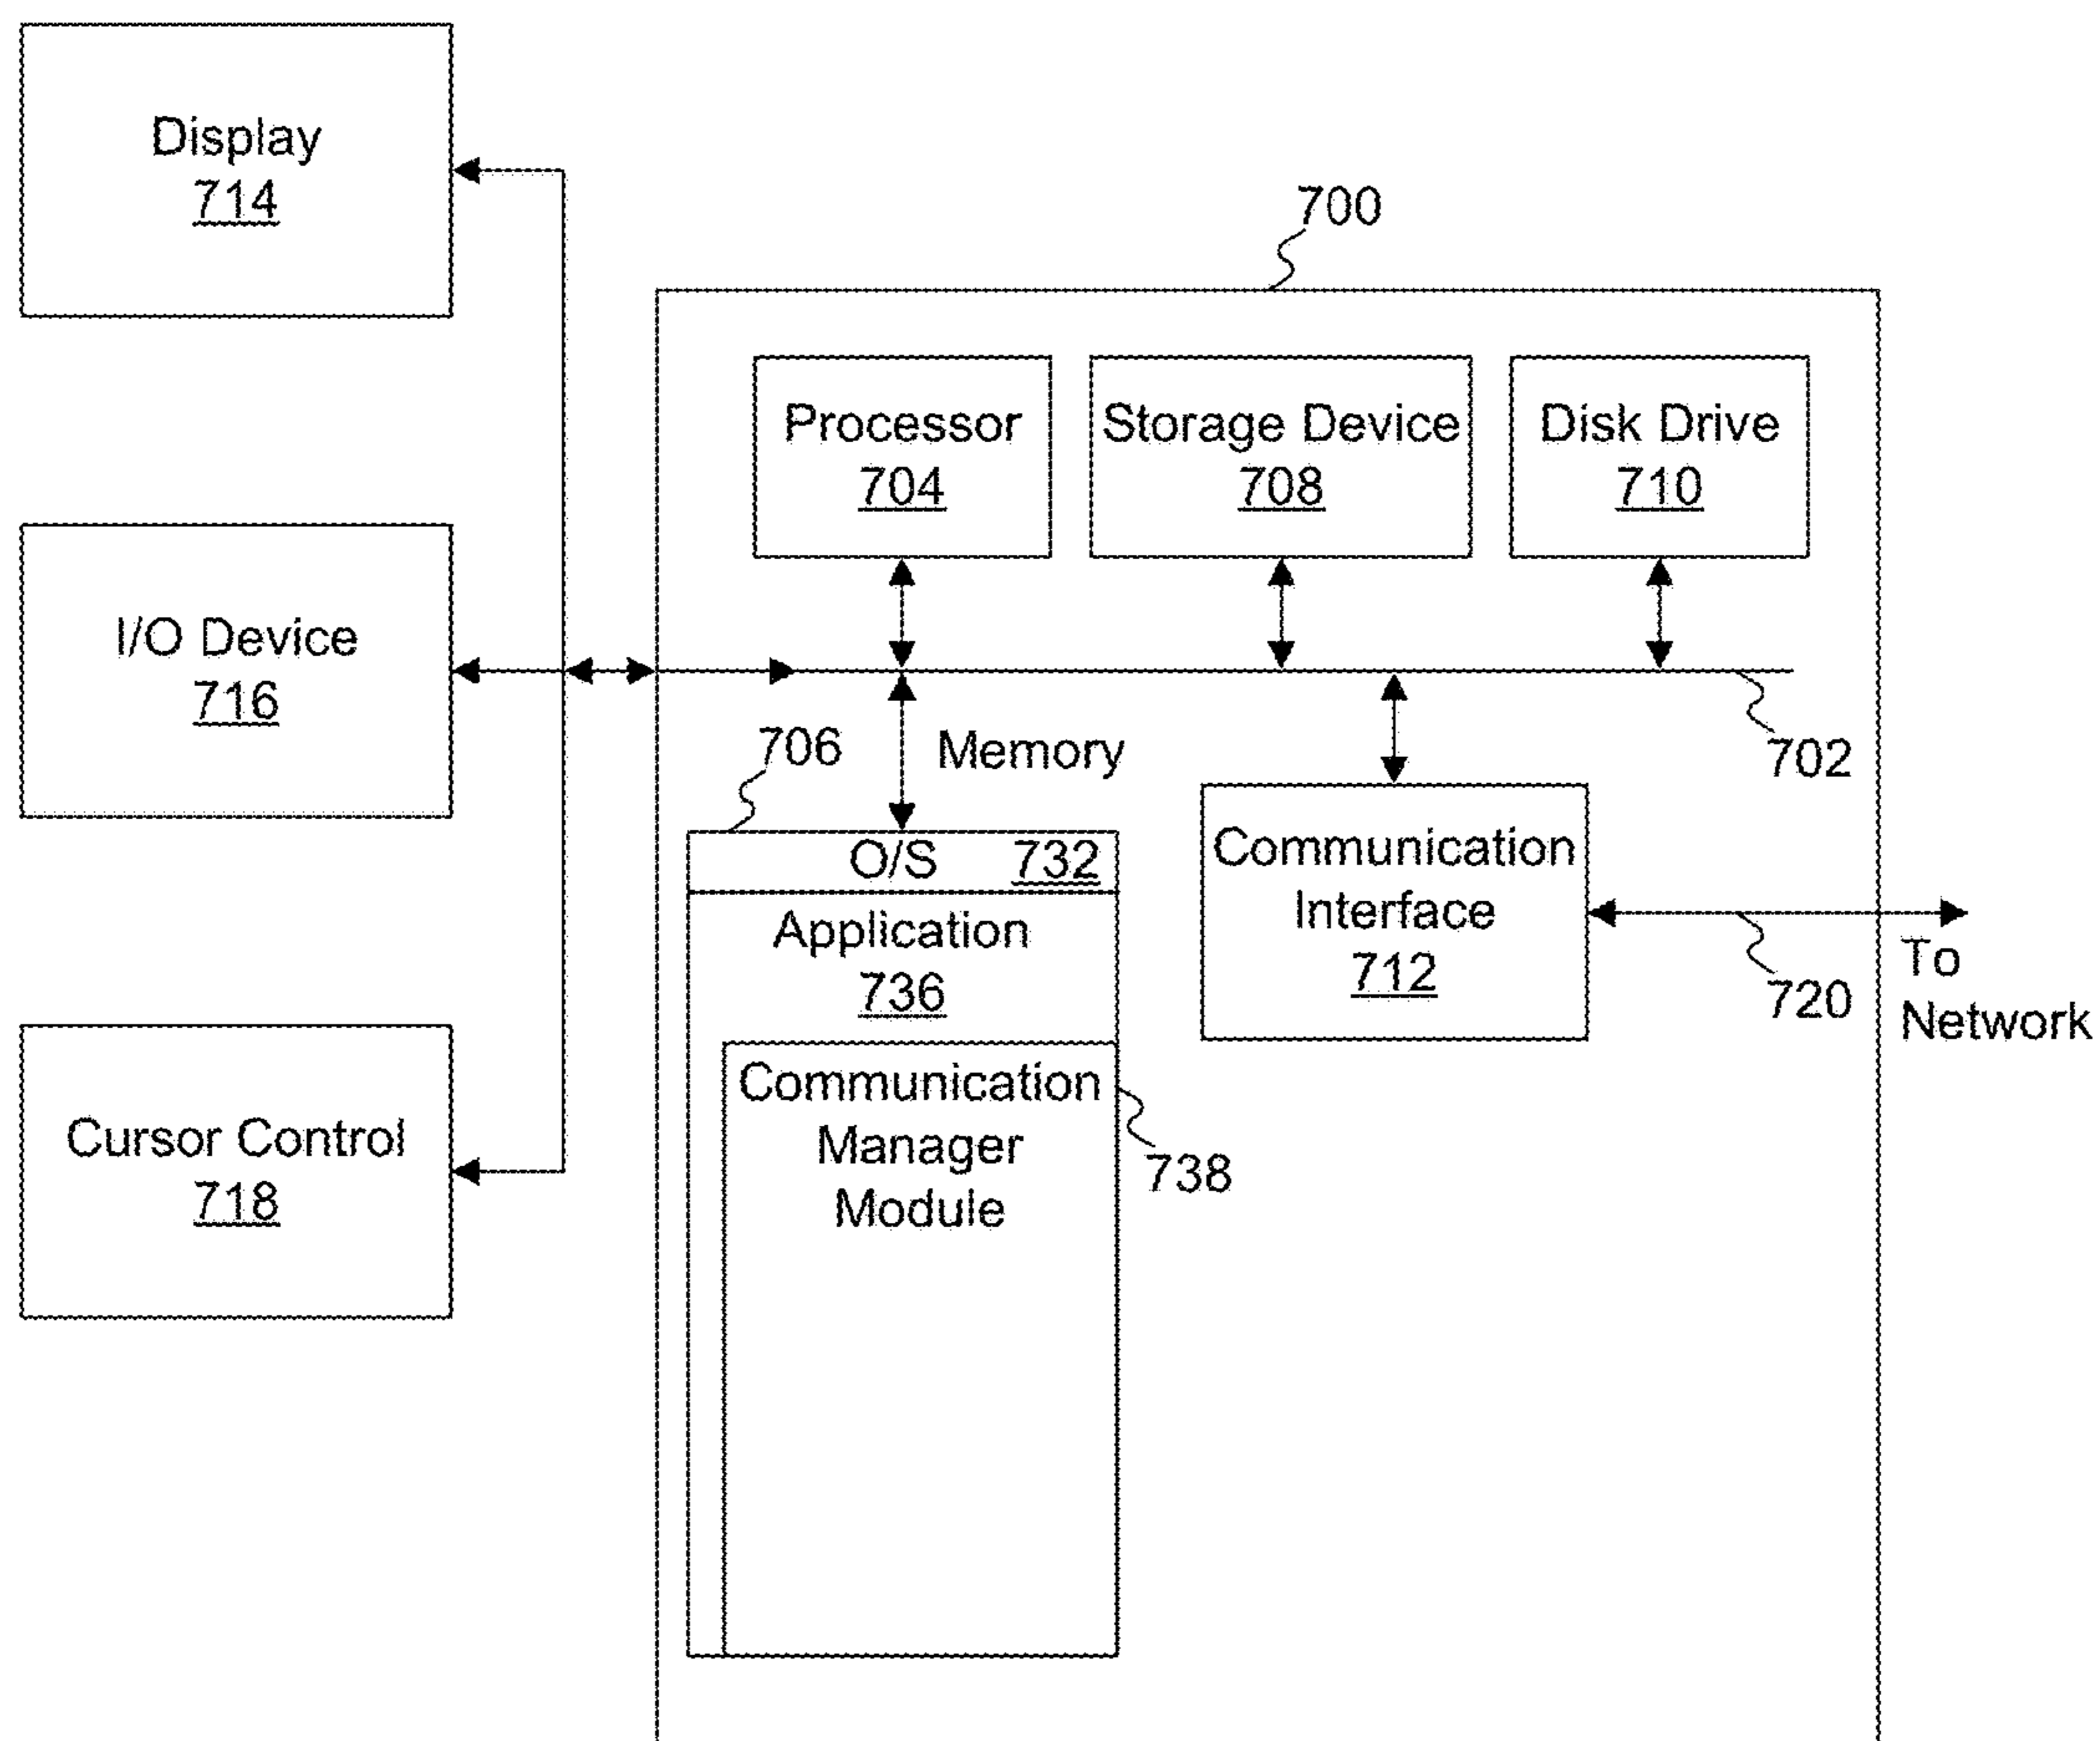 Display
714
700
Processor
704
Storage Device
708
Disk Drive
710
I/O Device
716
706
Memory
702
O/S 732
Application
736
Communication
Interface
712
720
To
Network
Communication
Manager
Module
738
Cursor Control
718